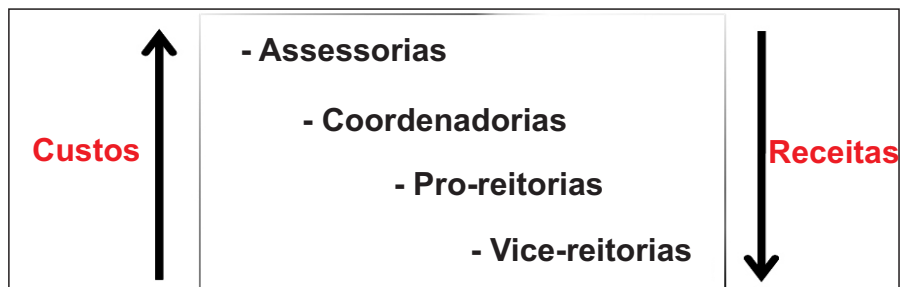 - Assessorias
- Coordenadorias
Custos
Receitas
- Pro-reitorias
- Vice-reitorias